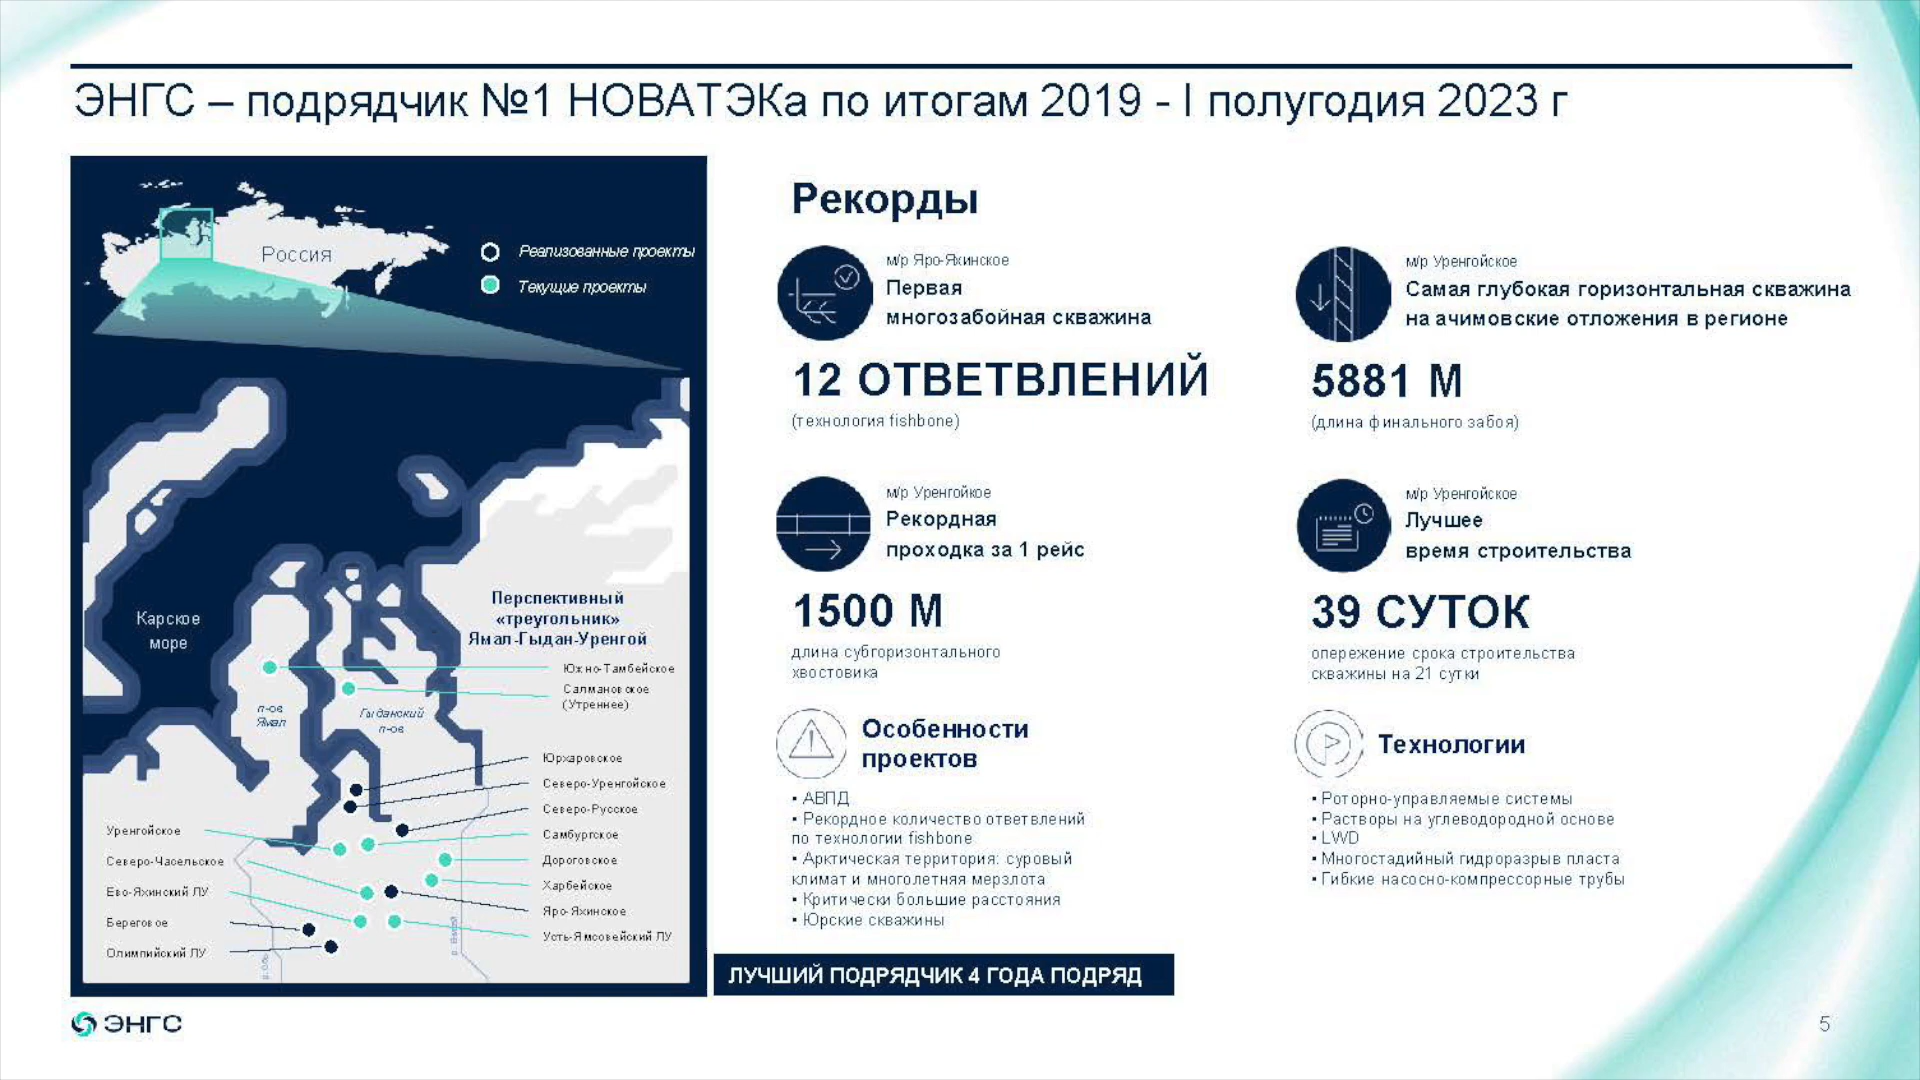 ЭНГС – подрядчик №1 НОВАТЭКа по итогам 2019 - I полугодия 2023 г
Россия
Реализованные проекты
Текущие проекты
Карское
море
Перспективный
«треугольник»
Ямал-Гыдан-Уренгой
Южно-Тамбейское
Салмановское
(Утреннее)
п-ов
Ямал
Гыданский
п-ов
Юрхаровское
Северо-Уренгойское
Северо-Русское
Самбургское
Дороговское
Харбейское
Яро-Яхинское
Усть-Ямсовейский ЛУ
Уренгойское
Северо-Часельское
Ево-Яхинский ЛУ
Береговое
Олимпийский ЛУ
р. Обь
Рекорды
м/р Яро-Яхинское
Первая
многозабойная скважина
12 ОТВЕТВЛЕНИЙ
(технология fishbone)
м/р Уренгойское
Самая глубокая горизонтальная скважина
на ачимовские отложения в регионе
5881 М
(длина финального забоя)
м/р Уренгойкое
Рекордная
проходка за 1 рейс
1500 М
длина субгоризонтального
хвостовика
м/р Уренгойское
Лучшее
время строительства
39 СУТОК
опережение срока строительства
скважины на 21 сутки
Особенности
проектов
▪ АВПД
▪ Рекордное количество ответвлений
по технологии fishbone
▪ Арктическая территория: суровый
климат и многолетняя мерзлота
▪ Критически большие расстояния
▪ Юрские скважины
Технологии
▪ Роторно-управляемые системы
▪ Растворы на углеводородной основе
▪ LWD
▪ Многостадийный гидроразрыв пласта
▪ Гибкие насосно-компрессорные трубы
ЛУЧШИЙ ПОДРЯДЧИК 4 ГОДА ПОДРЯД
ЭНГС
5